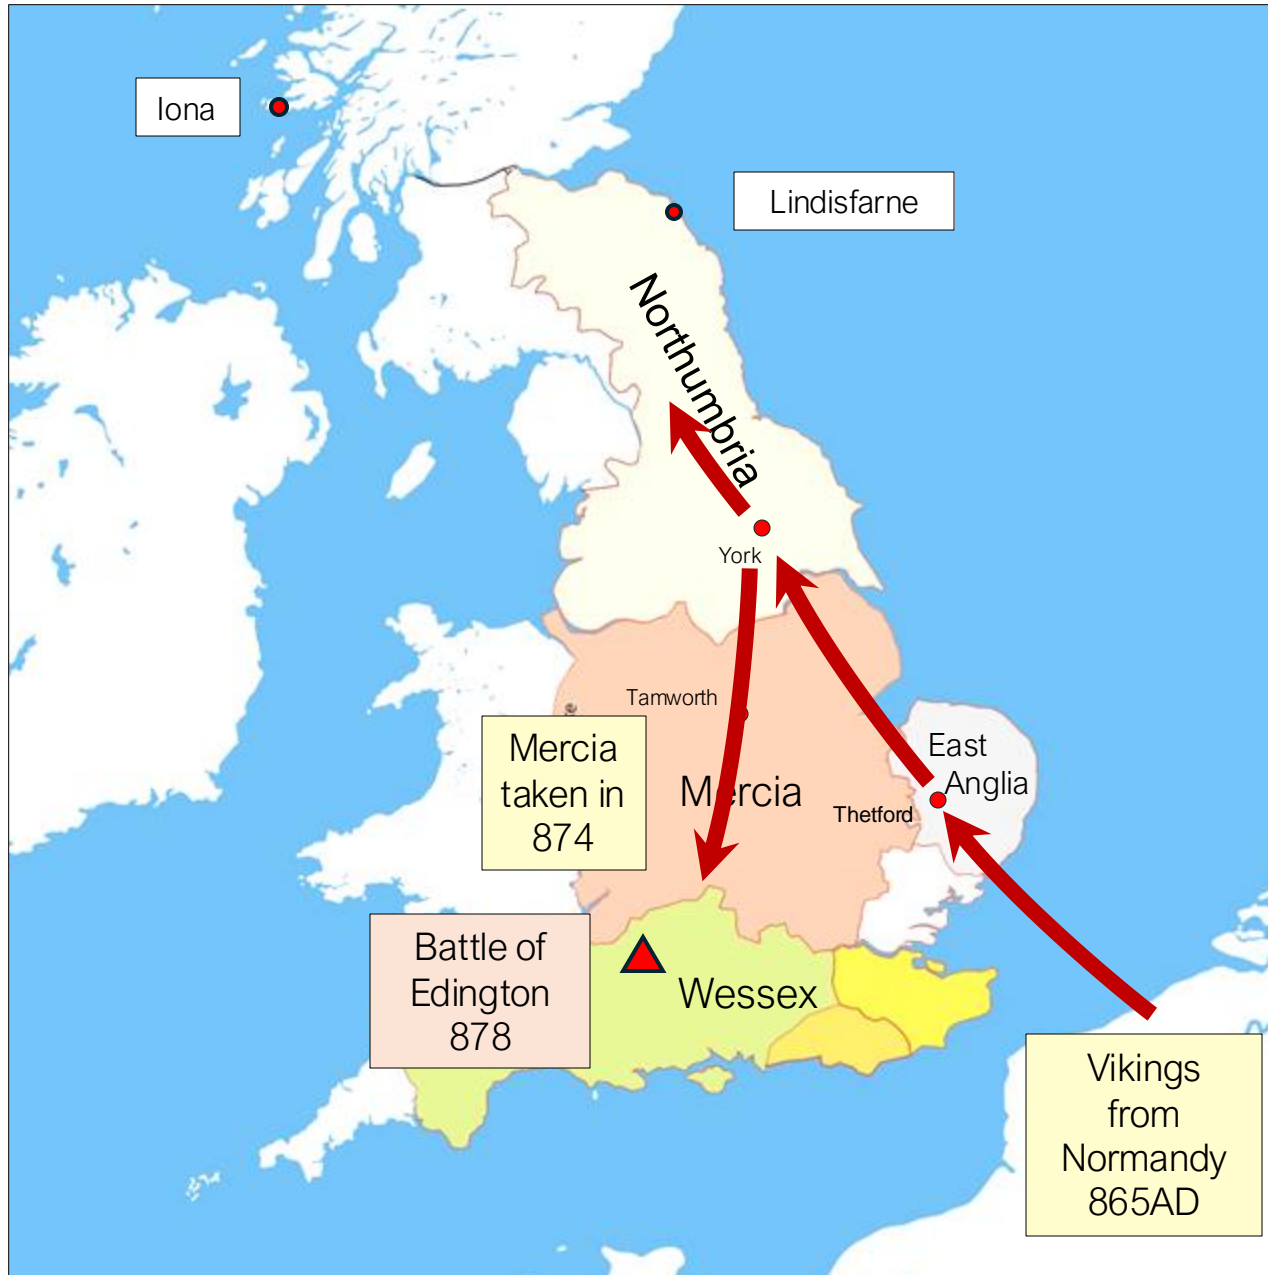 Iona
Lindisfarne
Northumbria
York
Tamworth
Mercia
taken in
874
Mercia
East
Anglia
Thetford
Battle of
Edington
878
Wessex
Vikings
from
Normandy
865AD